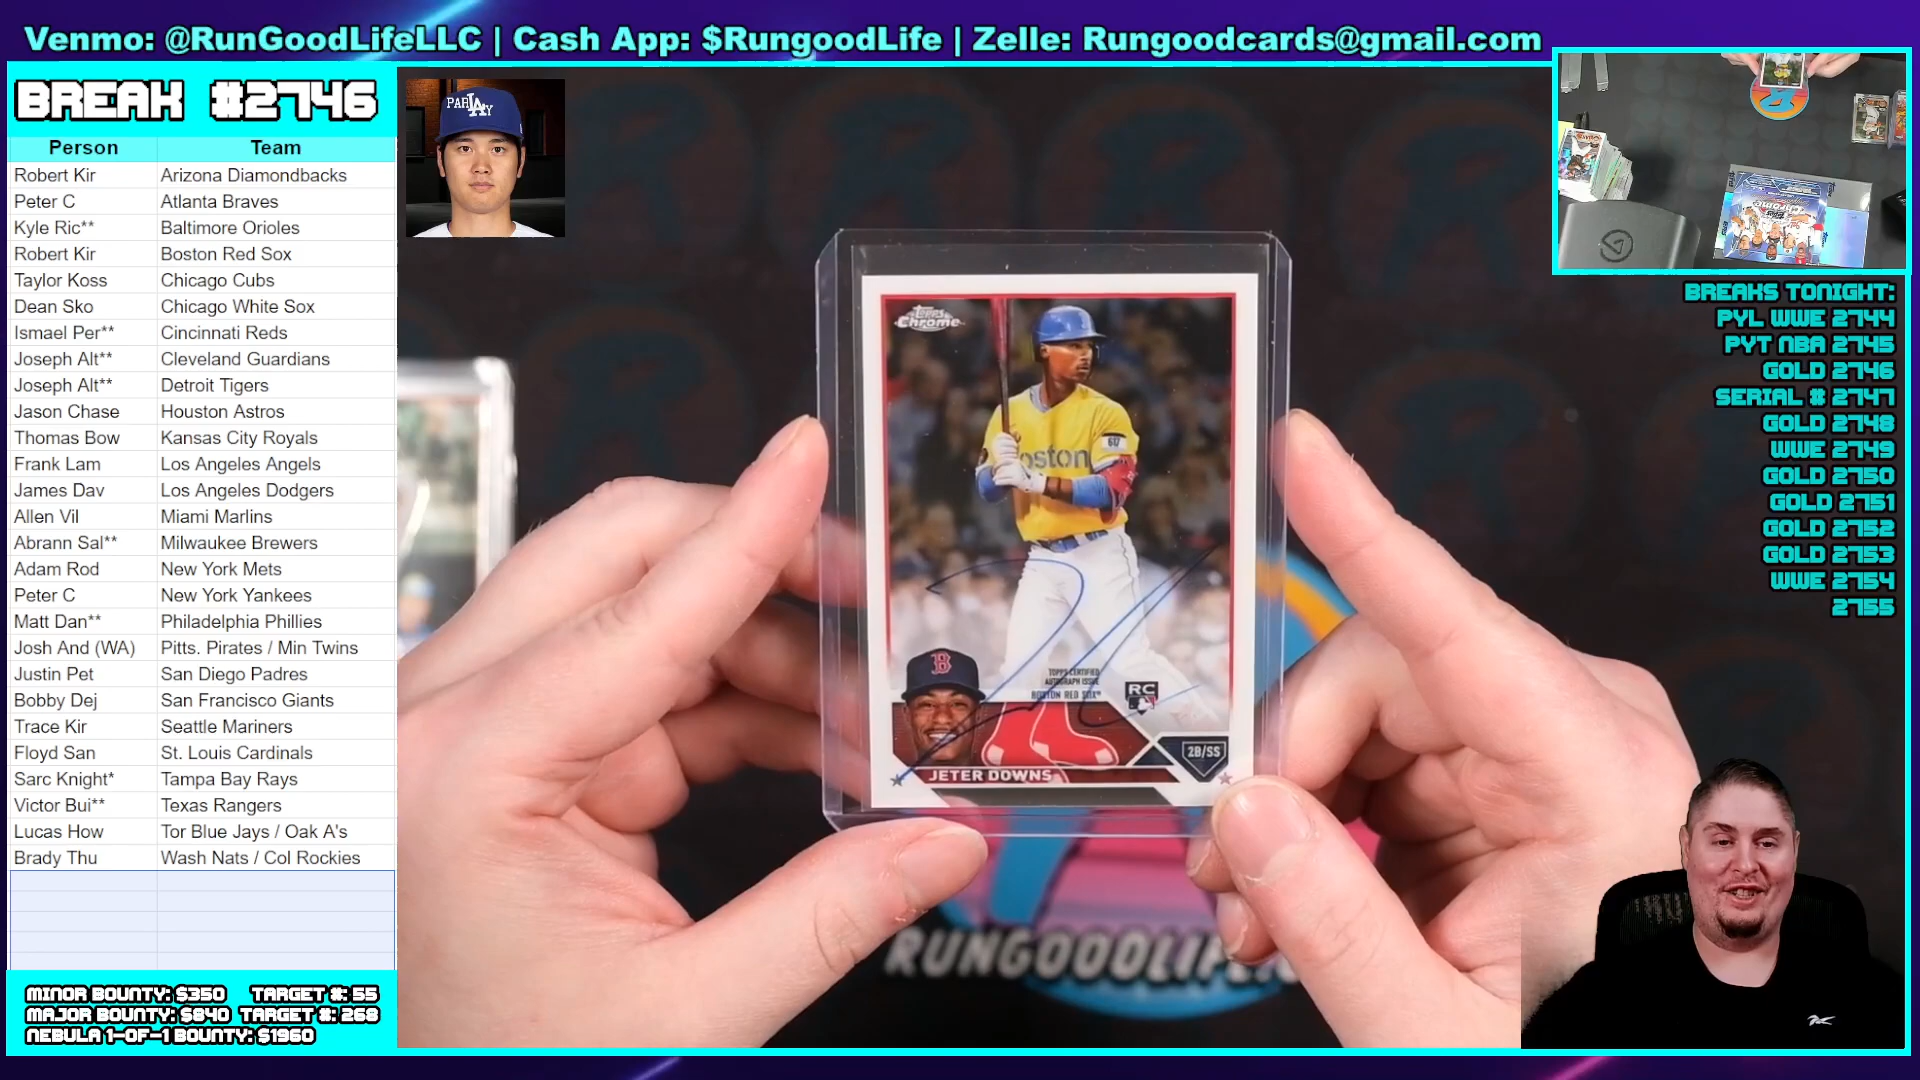 Venmo: @RunGoodLifeLLC | Cash App: $RungoodLife | Zelle: Rungoodcards@gmail.com
BREAK #2746
Person Team
Robert Kir Arizona Diamondbacks
Peter C Atlanta Braves
Kyle Ric** Baltimore Orioles
Robert Kir Boston Red Sox
Taylor Koss Chicago Cubs
Dean Sko Chicago White Sox
Ismael Per** Cincinnati Reds
Joseph Alt** Cleveland Guardians
Joseph Alt** Detroit Tigers
Jason Chase Houston Astros
Thomas Bow Kansas City Royals
Frank Lam Los Angeles Angels
James Dav Los Angeles Dodgers
Allen Vil Miami Marlins
Abrann Sal** Milwaukee Brewers
Adam Rod New York Mets
Peter C New York Yankees
Matt Dan** Philadelphia Phillies
Josh And (WA) Pitts. Pirates / Min Twins
Justin Pet San Diego Padres
Bobby Dej San Francisco Giants
Trace Kir Seattle Mariners
Floyd San St. Louis Cardinals
Sarc Knight* Tampa Bay Rays
Victor Bui** Texas Rangers
Lucas How Tor Blue Jays / Oak A's
Brady Thu Wash Nats / Col Rockies
MINOR BOUNTY: $350 TARGET #: 55
MAJOR BOUNTY: $840 TARGET #: 268
NEBULA 1-OF-1 BOUNTY: $1960
PARLAY
Topps
Chrome
60
Boston
TOPPS CERTIFIED
AUTOGRAPH ISSUE
BOSTON RED SOX
RC
B
2B/SS
JETER DOWNS
RUNGOODLIFE
BREAKS TONIGHT:
PYL WWE 2744
PYT NBA 2745
GOLD 2746
SERIAL # 2747
GOLD 2748
WWE 2749
GOLD 2750
GOLD 2751
GOLD 2752
GOLD 2753
WWE 2754
2755